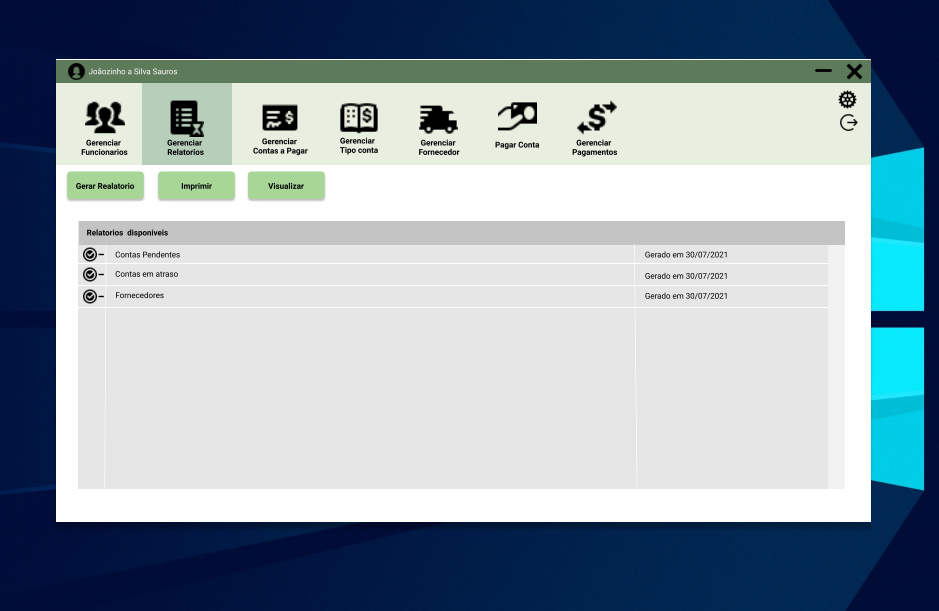 Joãozinho a Silva Sauros
Gerenciar
Funcionarios
Gerenciar
Relatorios
Gerenciar
Contas a Pagar
Gerenciar
Tipo conta
Gerenciar
Fornecedor
Pagar Conta
Gerenciar
Pagamentos
Gerar Realatorio
Imprimir
Visualizar
Relatorios disponiveis
Contas Pendentes
Gerado em 30/07/2021
Contas em atraso
Gerado em 30/07/2021
Fornecedores
Gerado em 30/07/2021